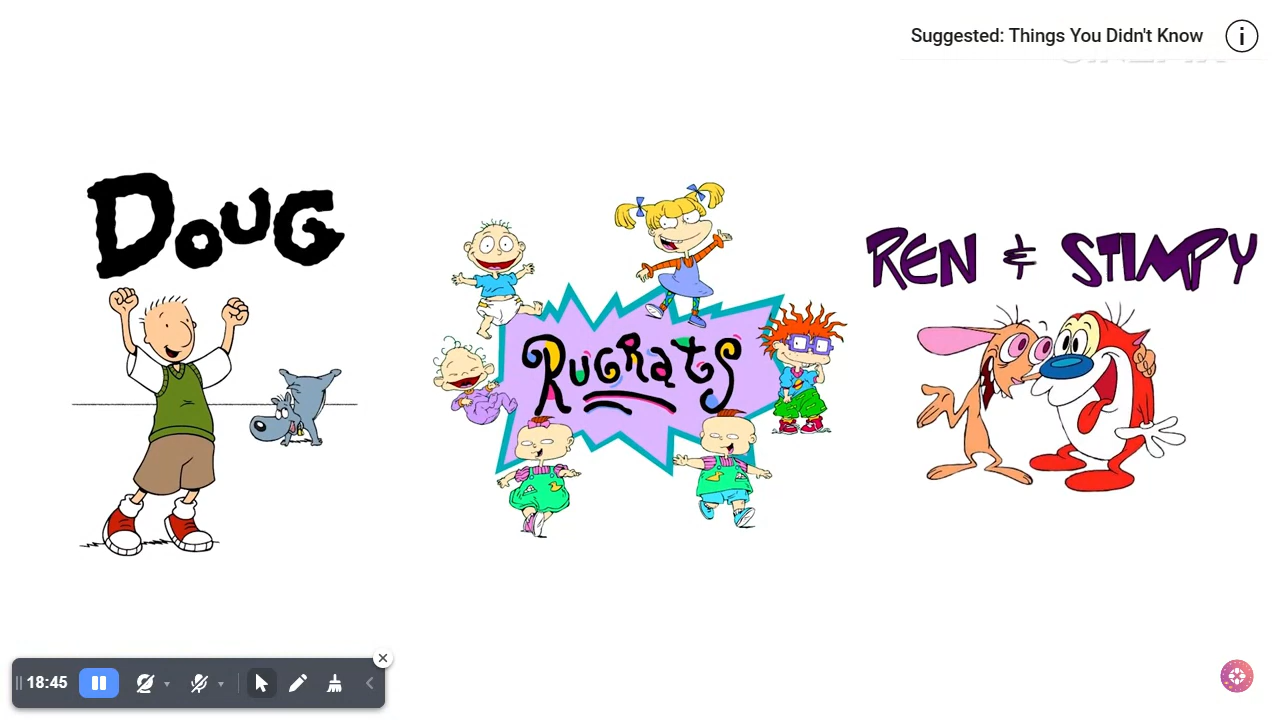 Suggested: Things You Didn't Know
DOUG
RUGRATS
REN & STIMPY
18:45